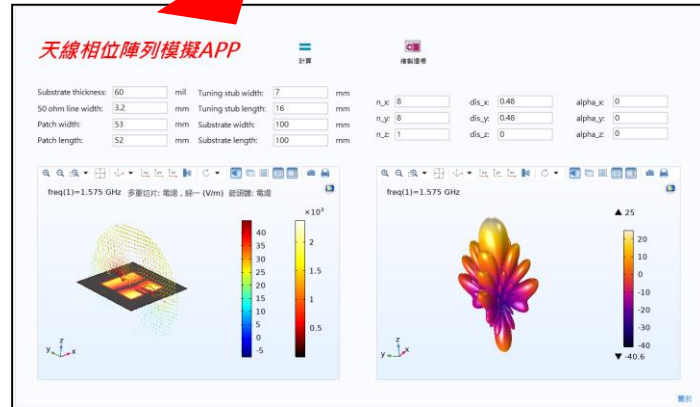 天線相位陣列模擬APP
計算
繪製遠場
Substrate thickness: 60 mil Tuning stub width: 7 mm
50 ohm line width: 3.2 mm Tuning stub length: 16 mm
Patch width: 53 mm Substrate width: 100 mm
Patch length: 52 mm Substrate length: 100 mm
n_x: 8 dis_x: 0.48 alpha_x: 0
n_y: 8 dis_y: 0.48 alpha_y: 0
n_z: 1 dis_z: 0 alpha_z: 0
freq(1)=1.575 GHz 多重切片: 電場，歸一 (V/m) 箭頭體: 電場
×10³
40
35
30
25
20
15
10
5
0
-5
2
1.5
1
0.5
z
y x
freq(1)=1.575 GHz
▲ 25
20
10
0
-10
-20
-30
-40
▼ -40.6
z
y x
關於